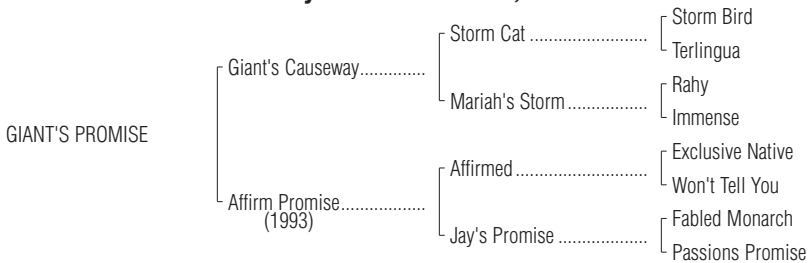 Storm Bird
Storm Cat
Terlingua
Giant's Causeway
Rahy
Mariah's Storm
Immense
GIANT'S PROMISE
Exclusive Native
Affirmed
Won't Tell You
Affirm Promise
(1993)
Fabled Monarch
Jay's Promise
Passions Promise